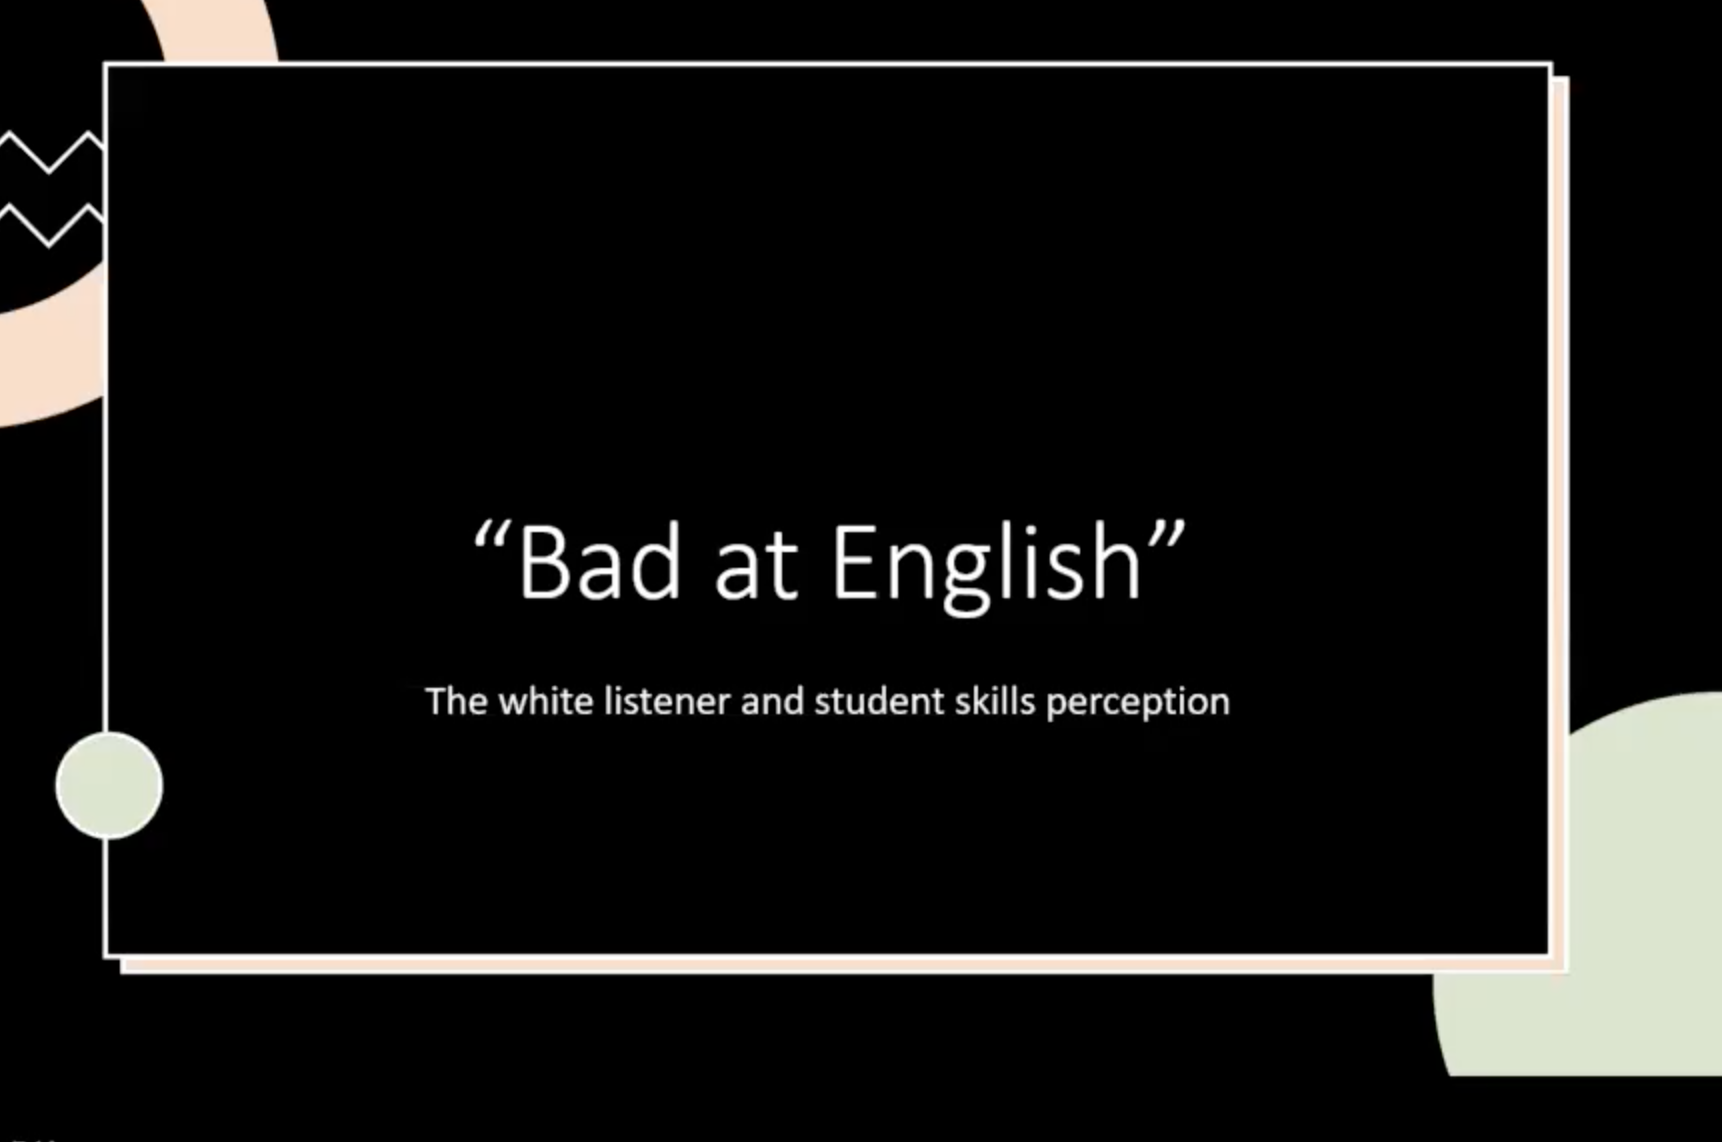 “Bad at English”
The white listener and student skills perception